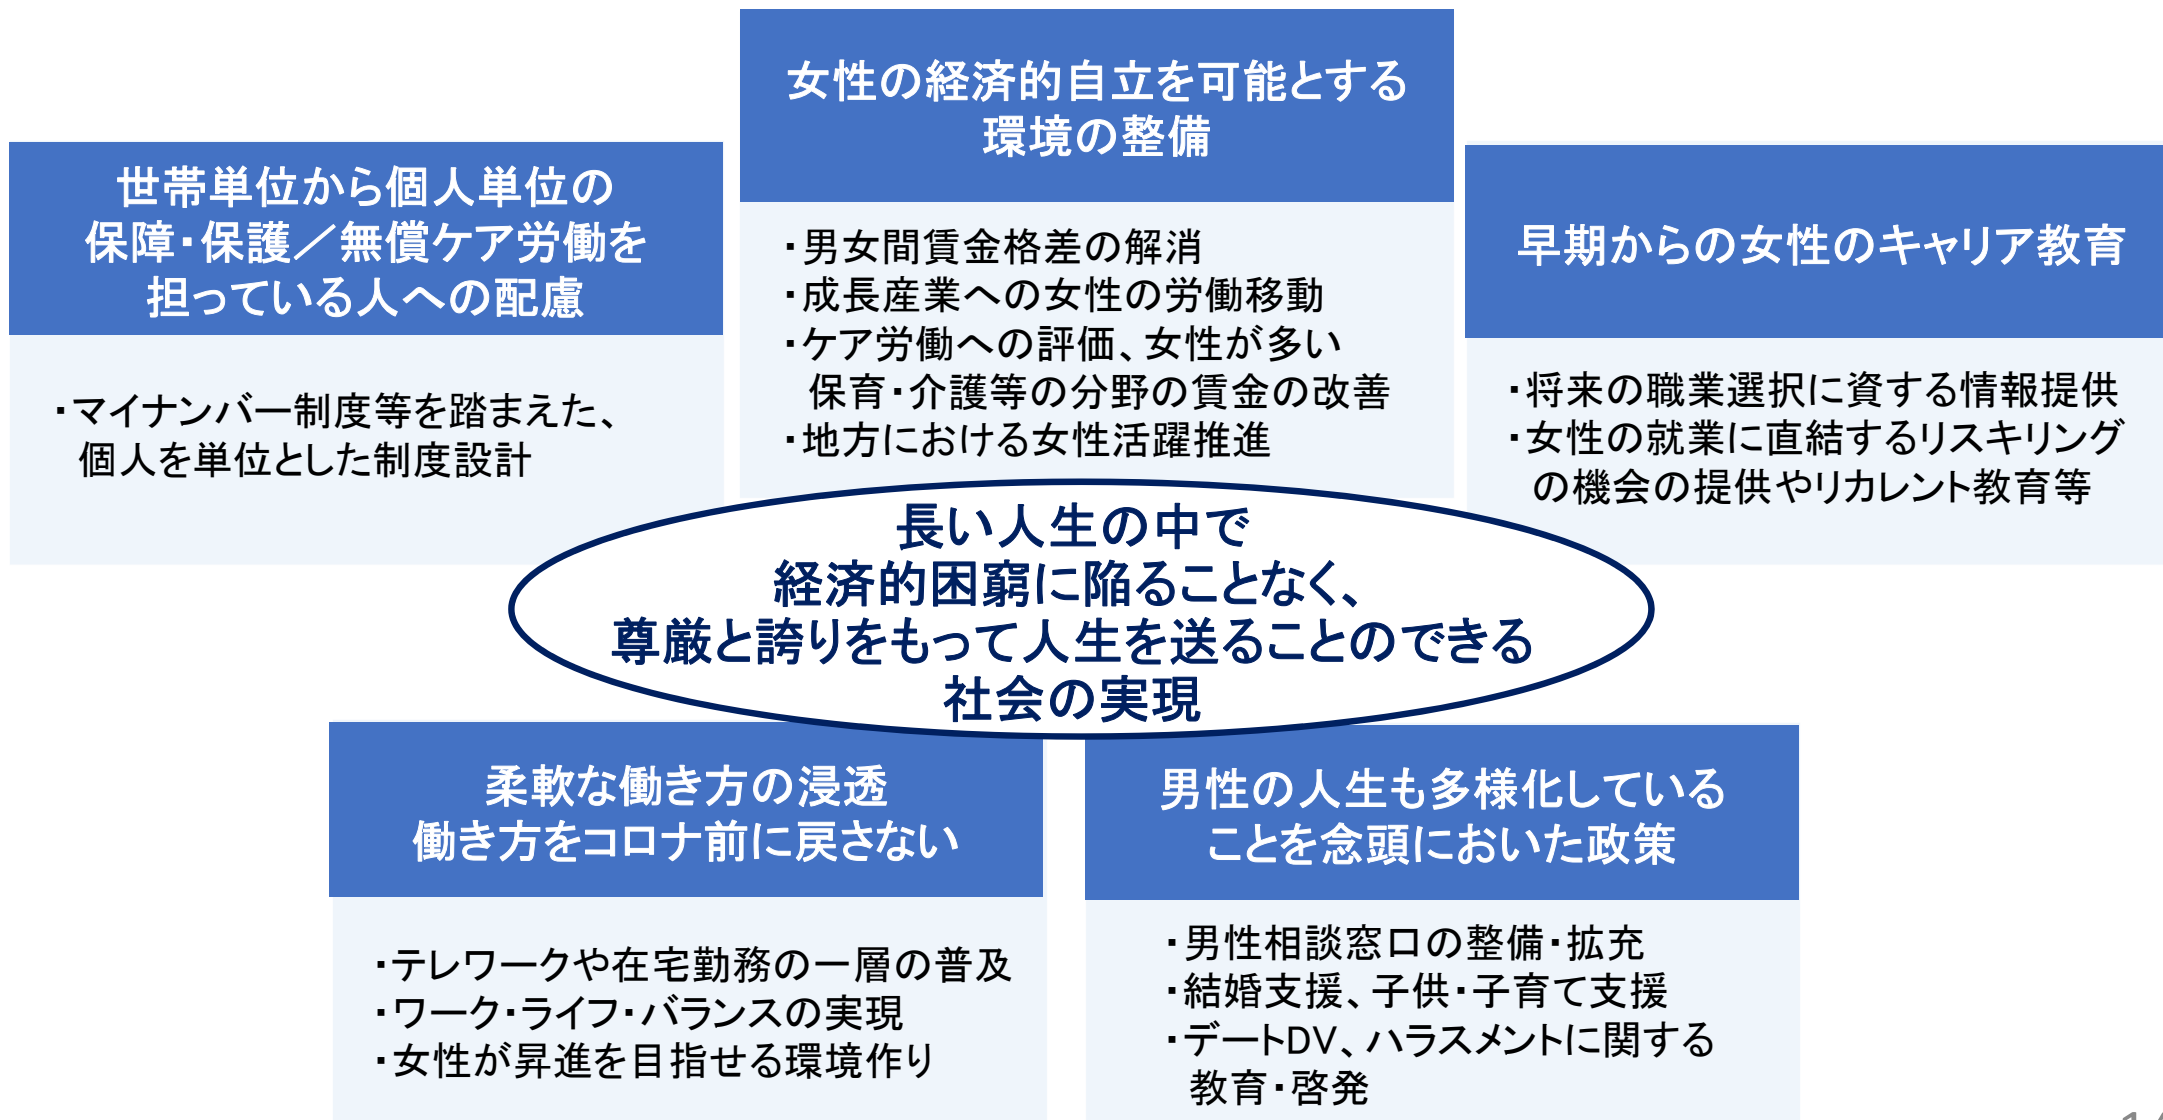 女性の経済的自立を可能とする
環境の整備
・男女間賃金格差の解消
・成長産業への女性の労働移動
・ケア労働への評価、女性が多い
保育・介護等の分野の賃金の改善
・地方における女性活躍推進
世帯単位から個人単位の
保障・保護／無償ケア労働を
担っている人への配慮
・マイナンバー制度等を踏まえた、
個人を単位とした制度設計
早期からの女性のキャリア教育
・将来の職業選択に資する情報提供
・女性の就業に直結するリスキリング
の機会の提供やリカレント教育等
長い人生の中で
経済的困窮に陥ることなく、
尊厳と誇りをもって人生を送ることのできる
社会の実現
柔軟な働き方の浸透
働き方をコロナ前に戻さない
・テレワークや在宅勤務の一層の普及
・ワーク・ライフ・バランスの実現
・女性が昇進を目指せる環境作り
男性の人生も多様化している
ことを念頭においた政策
・男性相談窓口の整備・拡充
・結婚支援、子供・子育て支援
・デートDV、ハラスメントに関する
教育・啓発